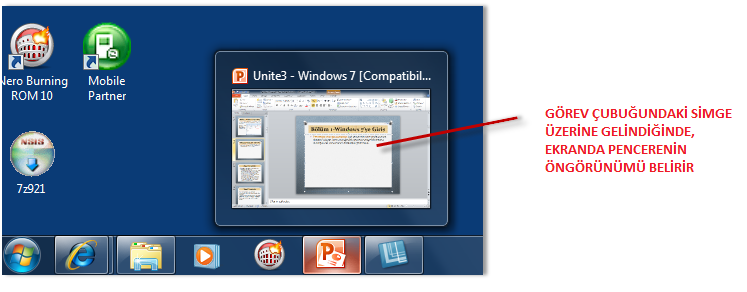 Unite3 - Windows 7 [Compatibil...
Nero Burning
ROM 10
Mobile
Partner
Bölüm 1-Windows 7'ye Giriş
GÖREV ÇUBUĞUNDAKİ SİMGE
ÜZERİNE GELİNDİĞİNDE,
EKRANDA PENCERENİN
ÖNGÖRÜNÜMÜ BELİRİR
NSIS
7z921